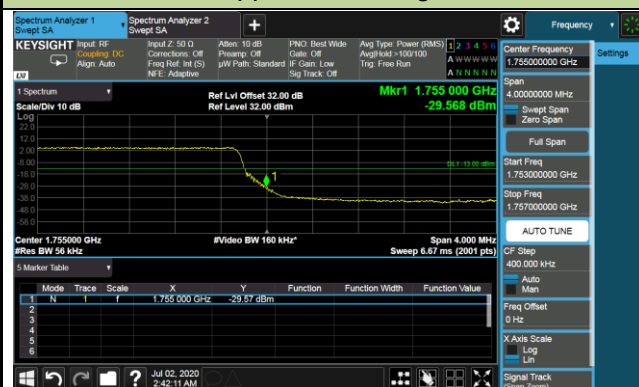 Spectrum Analyzer 1
Swept SA
Spectrum Analyzer 2
Swept SA
+
Frequency
KEYSIGHT
Input: RF
Coupling: DC
Align: Auto
Input Z: 50 Ω
Corrections: Off
Freq Ref: Int (S)
NFE: Adaptive
Atten: 10 dB
Preamp: Off
µW Path: Standard
PNO: Best Wide
Gate: Off
IF Gain: Low
Sig Track: Off
Avg Type: Power (RMS)
Avg|Hold:>100/100
Trig: Free Run
1 2 3 4 5 6
A W W W W W
A N N N N N
LXI
1 Spectrum
Scale/Div 10 dB
Log
Ref Lvl Offset 32.00 dB
Ref Level 32.00 dBm
Mkr1 1.755 000 GHz
-29.568 dBm
22.0
12.0
2.00
-8.00
-18.0
-28.0
-38.0
-48.0
-58.0
DL1 -13.00 dBm
1
Center 1.755000 GHz
#Res BW 56 kHz
#Video BW 160 kHz*
Span 4.000 MHz
Sweep 6.67 ms (2001 pts)
5 Marker Table
Mode Trace Scale X Y Function Function Width Function Value
1 N 1 f 1.755 000 GHz -29.57 dBm
2
3
4
5
6
Jul 02, 2020
2:42:11 AM
Center Frequency
1.755000000 GHz
Settings
Span
4.00000000 MHz
Swept Span
Zero Span
Full Span
Start Freq
1.753000000 GHz
Stop Freq
1.757000000 GHz
AUTO TUNE
CF Step
400.000 kHz
Auto
Man
Freq Offset
0 Hz
X Axis Scale
Log
Lin
Signal Track
(Span Zoom)